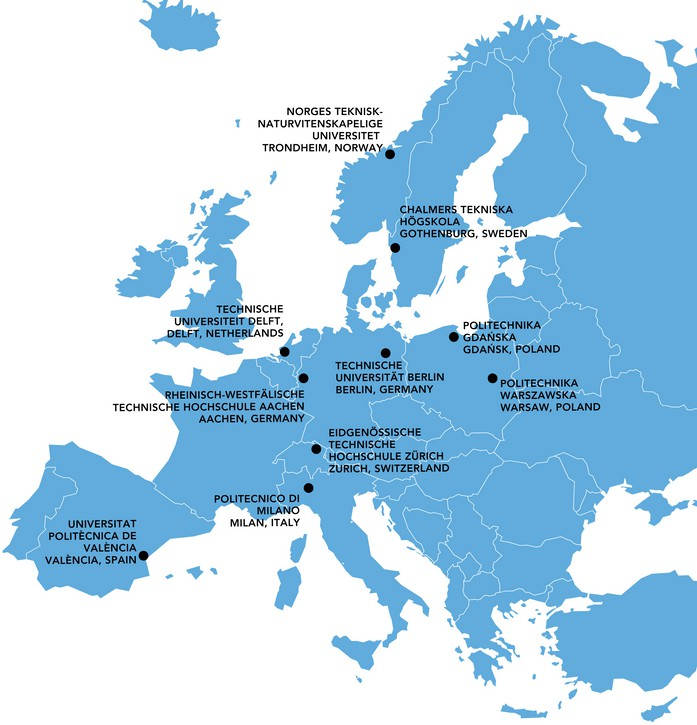 NORGES TEKNISK-
NATURVITENSKAPELIGE
UNIVERSITET
TRONDHEIM, NORWAY
CHALMERS TEKNISKA
HÖGSKOLA
GOTHENBURG, SWEDEN
TECHNISCHE
UNIVERSITEIT DELFT,
DELFT, NETHERLANDS
POLITECHNIKA
GDAŃSKA
GDAŃSK, POLAND
TECHNISCHE
UNIVERSITÄT BERLIN
BERLIN, GERMANY
POLITECHNIKA
WARSZAWSKA
WARSAW, POLAND
RHEINISCH-WESTFÄLISCHE
TECHNISCHE HOCHSCHULE AACHEN
AACHEN, GERMANY
EIDGENÖSSISCHE
TECHNISCHE
HOCHSCHULE ZÜRICH
ZURICH, SWITZERLAND
POLITECNICO DI
MILANO
MILAN, ITALY
UNIVERSITAT
POLITÈCNICA DE
VALÈNCIA
VALÈNCIA, SPAIN